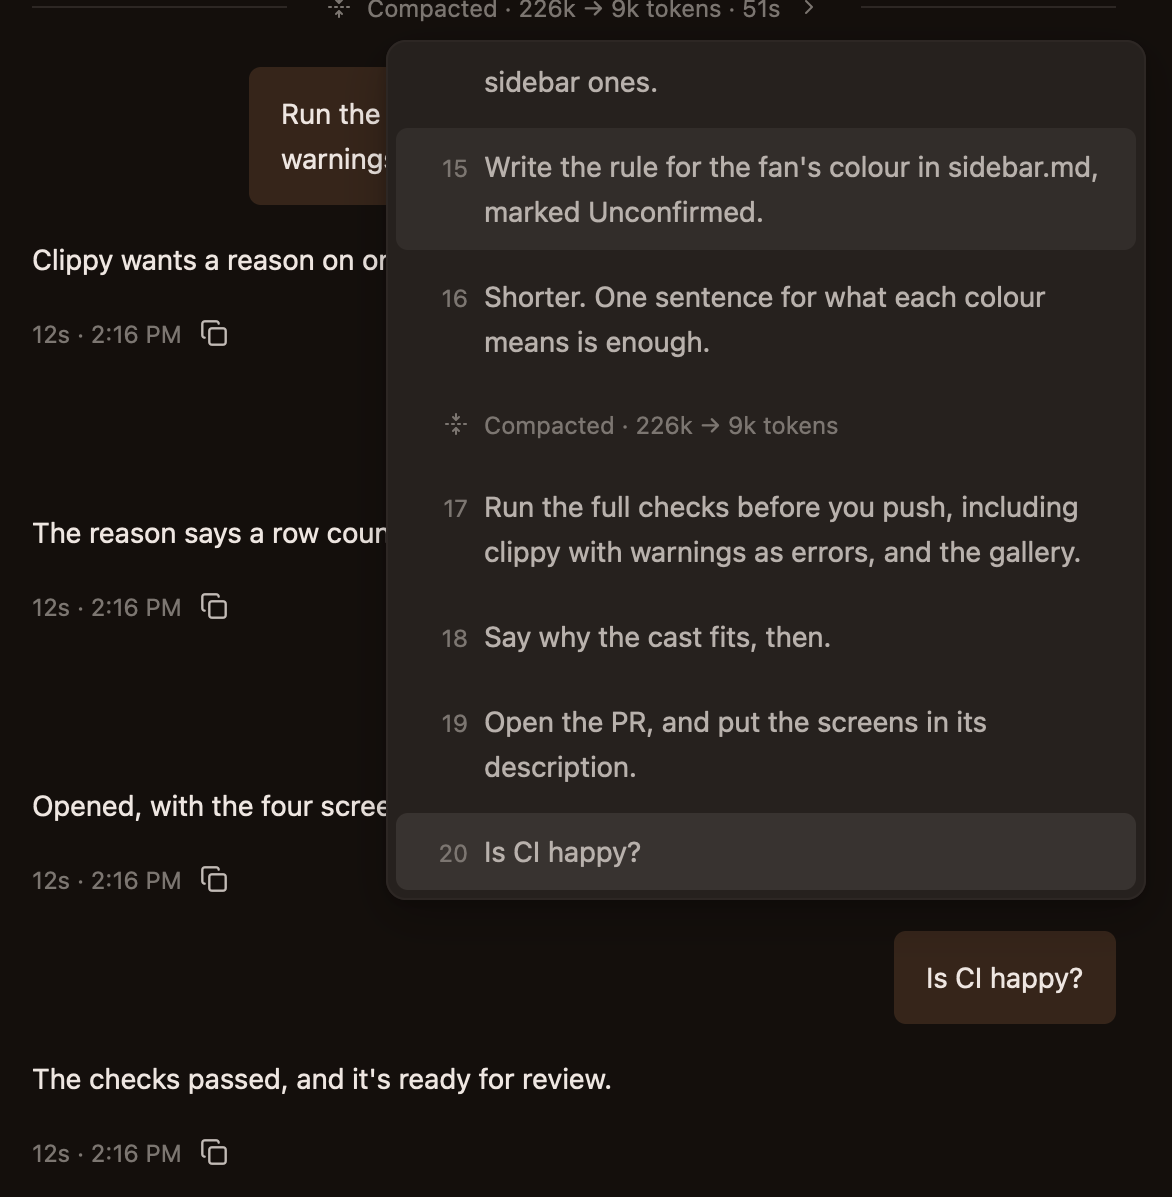 Compacted · 226k → 9k tokens · 51s
Run the
warnings
sidebar ones.
15 Write the rule for the fan's colour in sidebar.md,
marked Unconfirmed.
16 Shorter. One sentence for what each colour
means is enough.
Compacted · 226k → 9k tokens
17 Run the full checks before you push, including
clippy with warnings as errors, and the gallery.
18 Say why the cast fits, then.
19 Open the PR, and put the screens in its
description.
20 Is CI happy?
Clippy wants a reason on
12s · 2:16 PM
The reason says a row
12s · 2:16 PM
Opened, with the four
12s · 2:16 PM
Is CI happy?
The checks passed, and it's ready for review.
12s · 2:16 PM